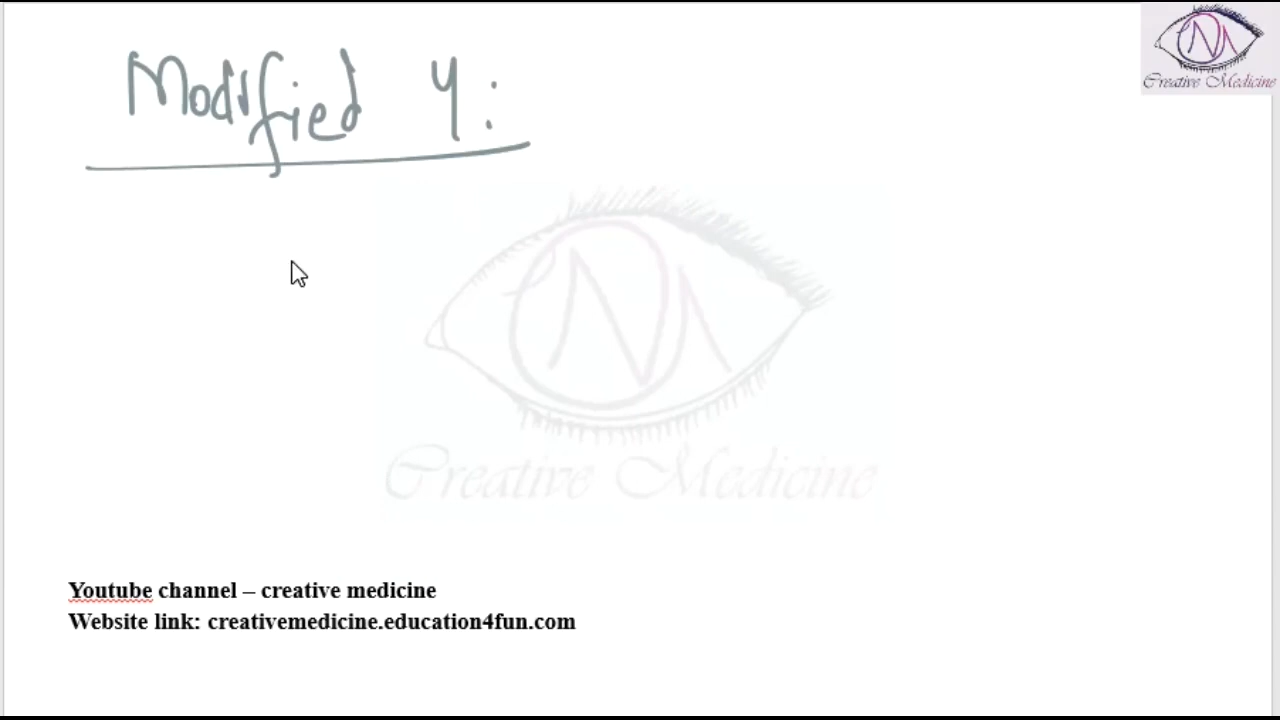 Modified Y:
Creative Medicine
Creative Medicine
Youtube channel – creative medicine
Website link: creativemedicine.education4fun.com